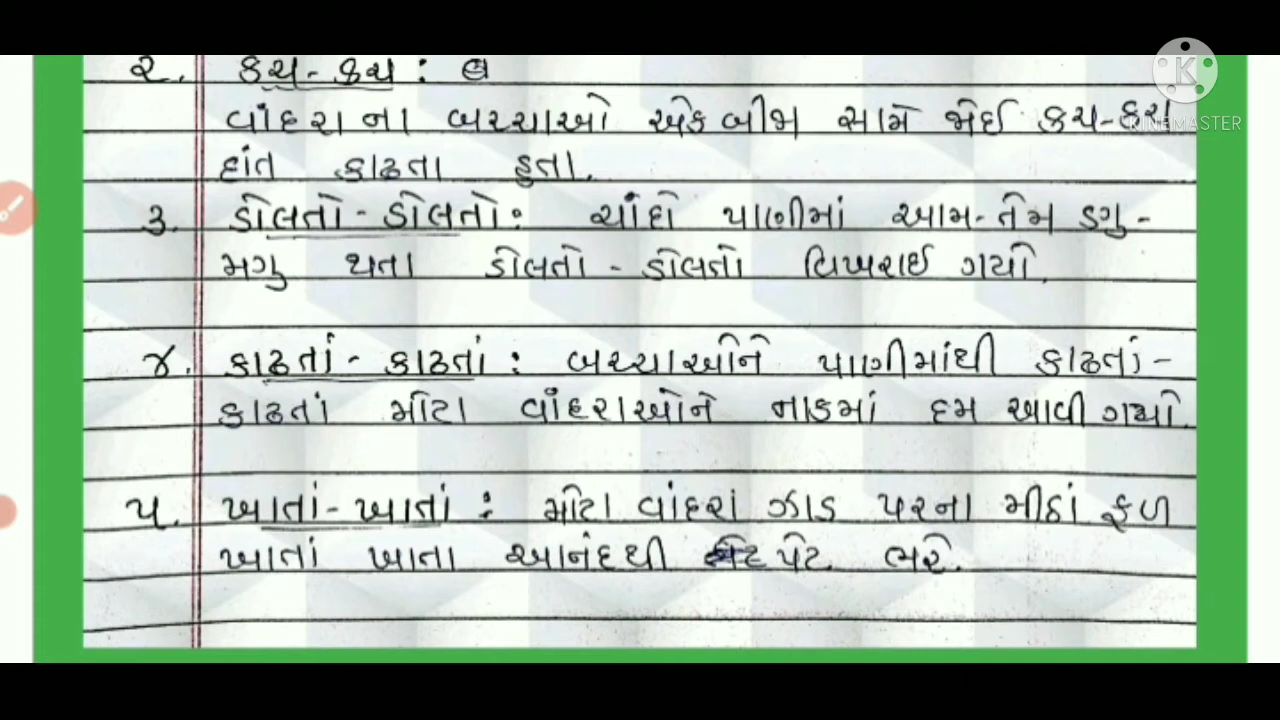 ૨. કચ-કચ : બ
વાંદરાના બચ્ચાઓ એકબીજા સામે જોઈ કચ-કચ
દાંત કાઢતા હતા.
૩. ડોલતો-ડોલતો : ચાંદો પાણીમાં આમ-તેમ ડગુ-
મગુ થતા ડોલતો - ડોલતો વિખરાઈ ગયો.
૪. કાઢતાં - કાઢતાં : બચ્ચાઓને પાણીમાંથી કાઢતાં-
કાઢતાં મોટા વાંદરાઓને નાકમાં દમ આવી ગયો.
૫. ખાતાં-ખાતાં : મોટા વાંદરાં ઝાડ પરના મીઠાં ફળ
ખાતાં ખાતા આનંદથી પેટ ભરે.
K
KINEMASTER